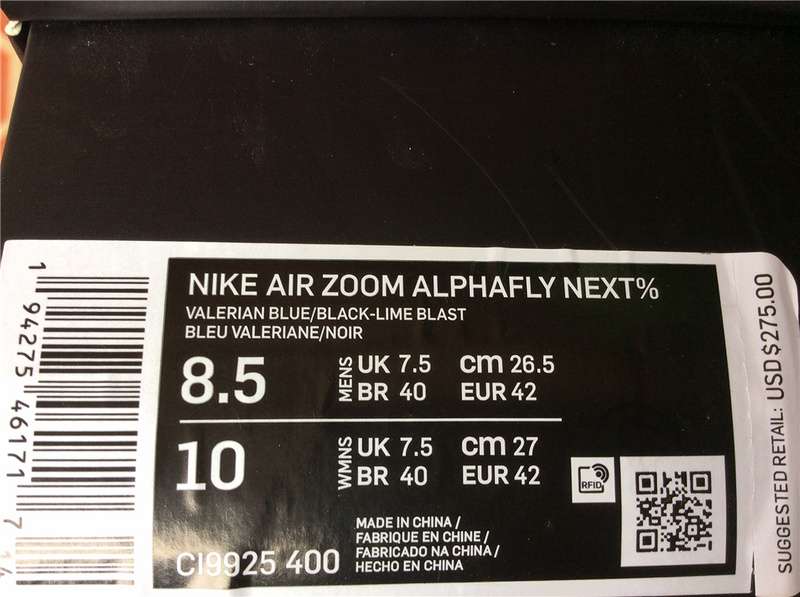 NIKE AIR ZOOM ALPHAFLY NEXT%
VALERIAN BLUE/BLACK-LIME BLAST
BLEU VALERIANE/NOIR
8.5 MENS UK 7.5 cm 26.5
BR 40 EUR 42
10 WMNS UK 7.5 cm 27
BR 40 EUR 42
RFID
MADE IN CHINA /
FABRIQUE EN CHINE /
FABRICADO NA CHINA /
HECHO EN CHINA
CI9925 400
1 94275 46171 7
SUGGESTED RETAIL: USD $275.00